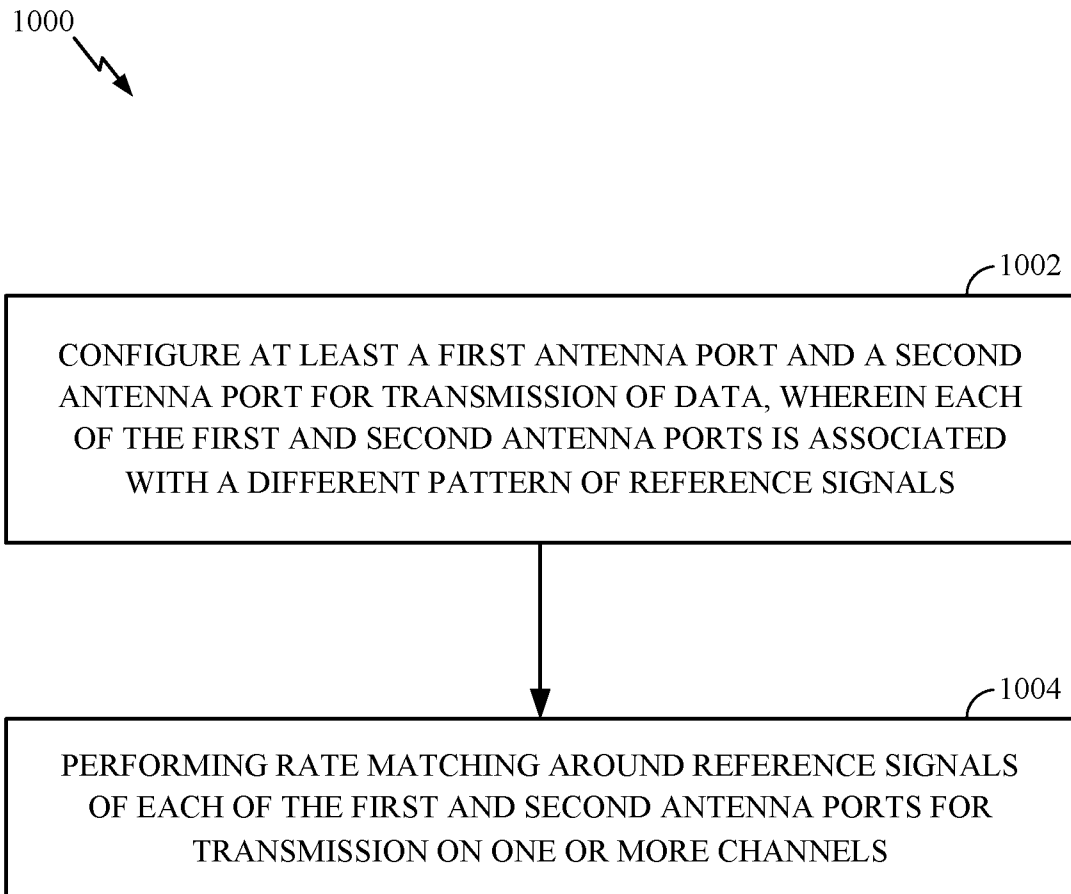 1000
1002
CONFIGURE AT LEAST A FIRST ANTENNA PORT AND A SECOND
ANTENNA PORT FOR TRANSMISSION OF DATA, WHEREIN EACH
OF THE FIRST AND SECOND ANTENNA PORTS IS ASSOCIATED
WITH A DIFFERENT PATTERN OF REFERENCE SIGNALS
1004
PERFORMING RATE MATCHING AROUND REFERENCE SIGNALS
OF EACH OF THE FIRST AND SECOND ANTENNA PORTS FOR
TRANSMISSION ON ONE OR MORE CHANNELS